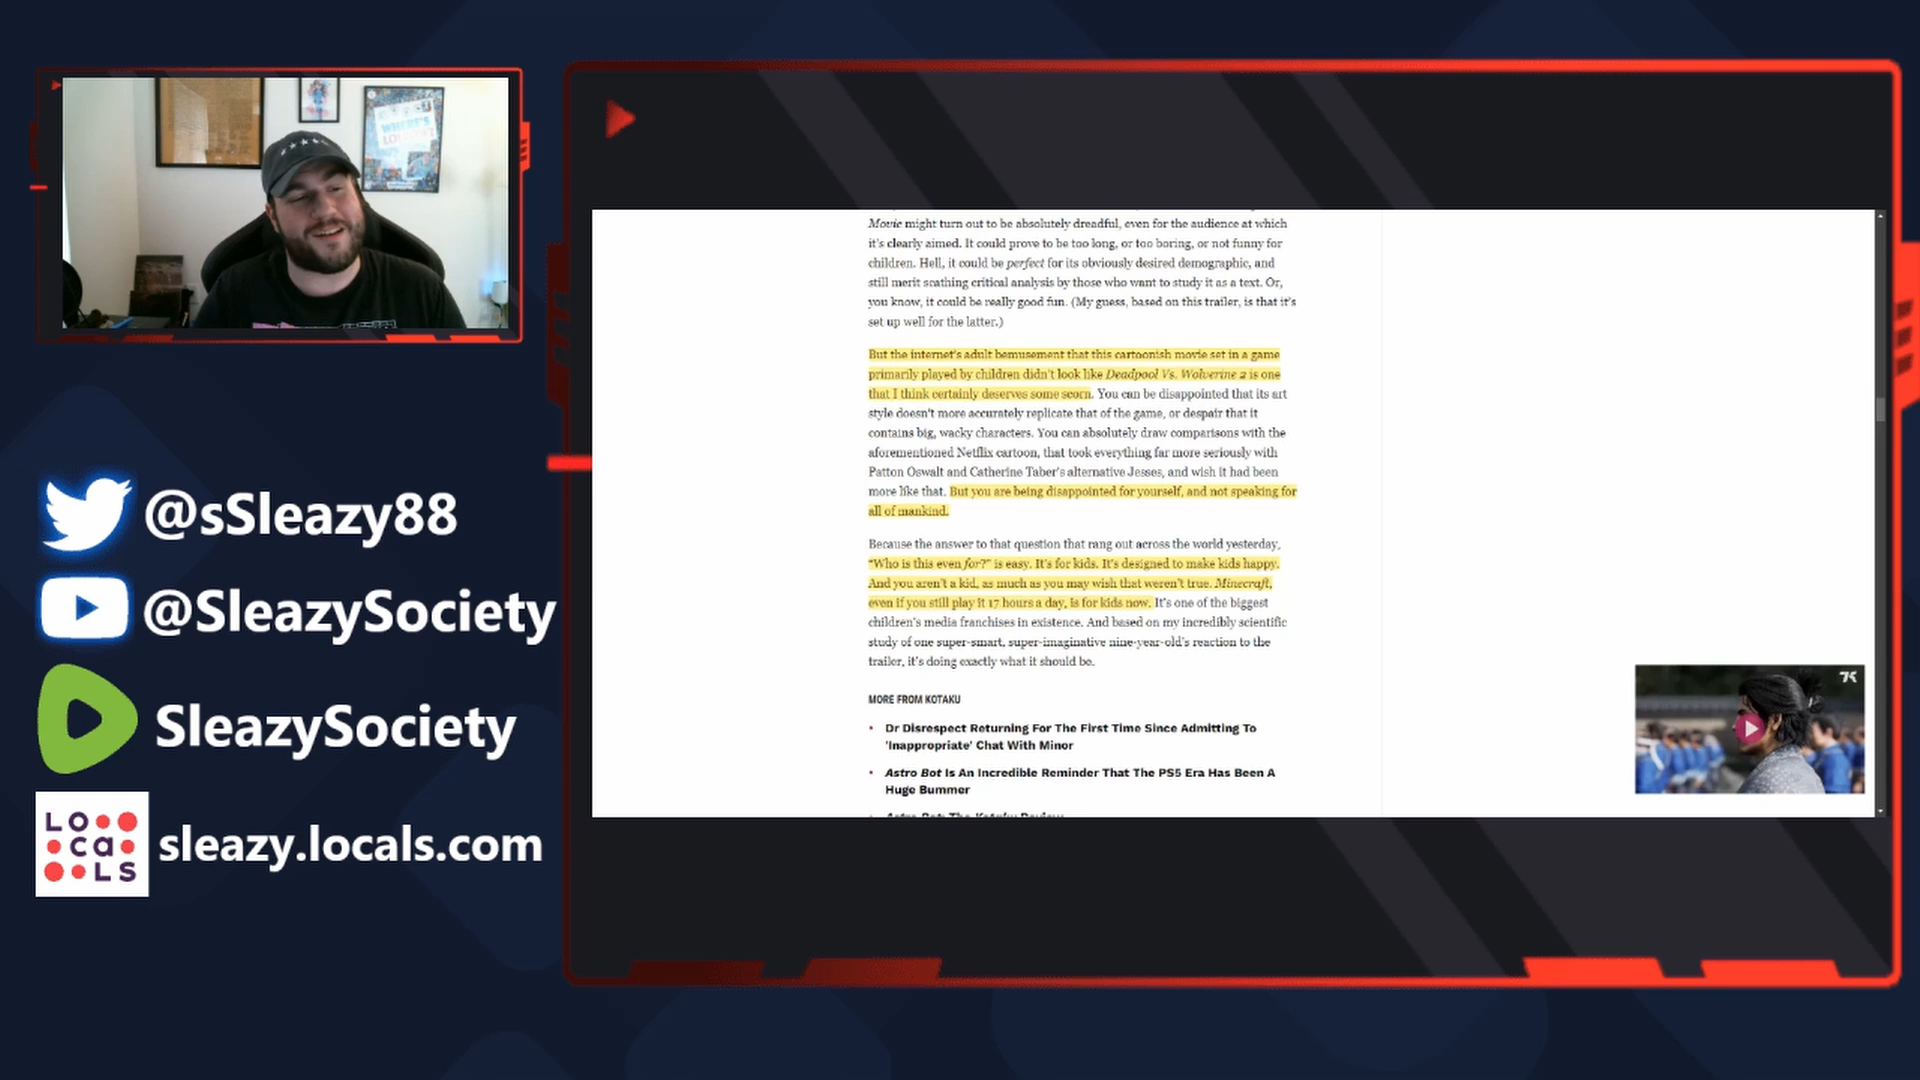 WHERE'S
@sSleazy88
@SleazySociety
SleazySociety
LOcaLS
sleazy.locals.com
Movie might turn out to be absolutely dreadful, even for the audience at which
it's clearly aimed. It could prove to be too long, or too boring, or not funny for
children. Hell, it could be perfect for its obviously desired demographic, and
still merit scathing critical analysis by those who want to study it as a text. Or,
you know, it could be really good fun. (My guess, based on this trailer, is that it's
set up well for the latter.)
But the internet's adult bemusement that this cartoonish movie set in a game
primarily played by children didn't look like Deadpool Vs. Wolverine 2 is one
that I think certainly deserves some scorn. You can be disappointed that its art
style doesn't more accurately replicate that of the game, or despair that it
contains big, wacky characters. You can absolutely draw comparisons with the
aforementioned Netflix cartoon, that took everything far more seriously with
Patton Oswalt and Catherine Taber's alternative Jesses, and wish it had been
more like that. But you are being disappointed for yourself, and not speaking for
all of mankind.
Because the answer to that question that rang out across the world yesterday,
“Who is this even for?” is easy. It's for kids. It's designed to make kids happy.
And you aren't a kid, as much as you may wish that weren't true. Minecraft,
even if you still play it 17 hours a day, is for kids now. It's one of the biggest
children's media franchises in existence. And based on my incredibly scientific
study of one super-smart, super-imaginative nine-year-old's reaction to the
trailer, it's doing exactly what it should be.
MORE FROM KOTAKU
• Dr Disrespect Returning For The First Time Since Admitting To
'Inappropriate' Chat With Minor
• Astro Bot Is An Incredible Reminder That The PS5 Era Has Been A
Huge Bummer
Astro Bot: The Kotaku Review